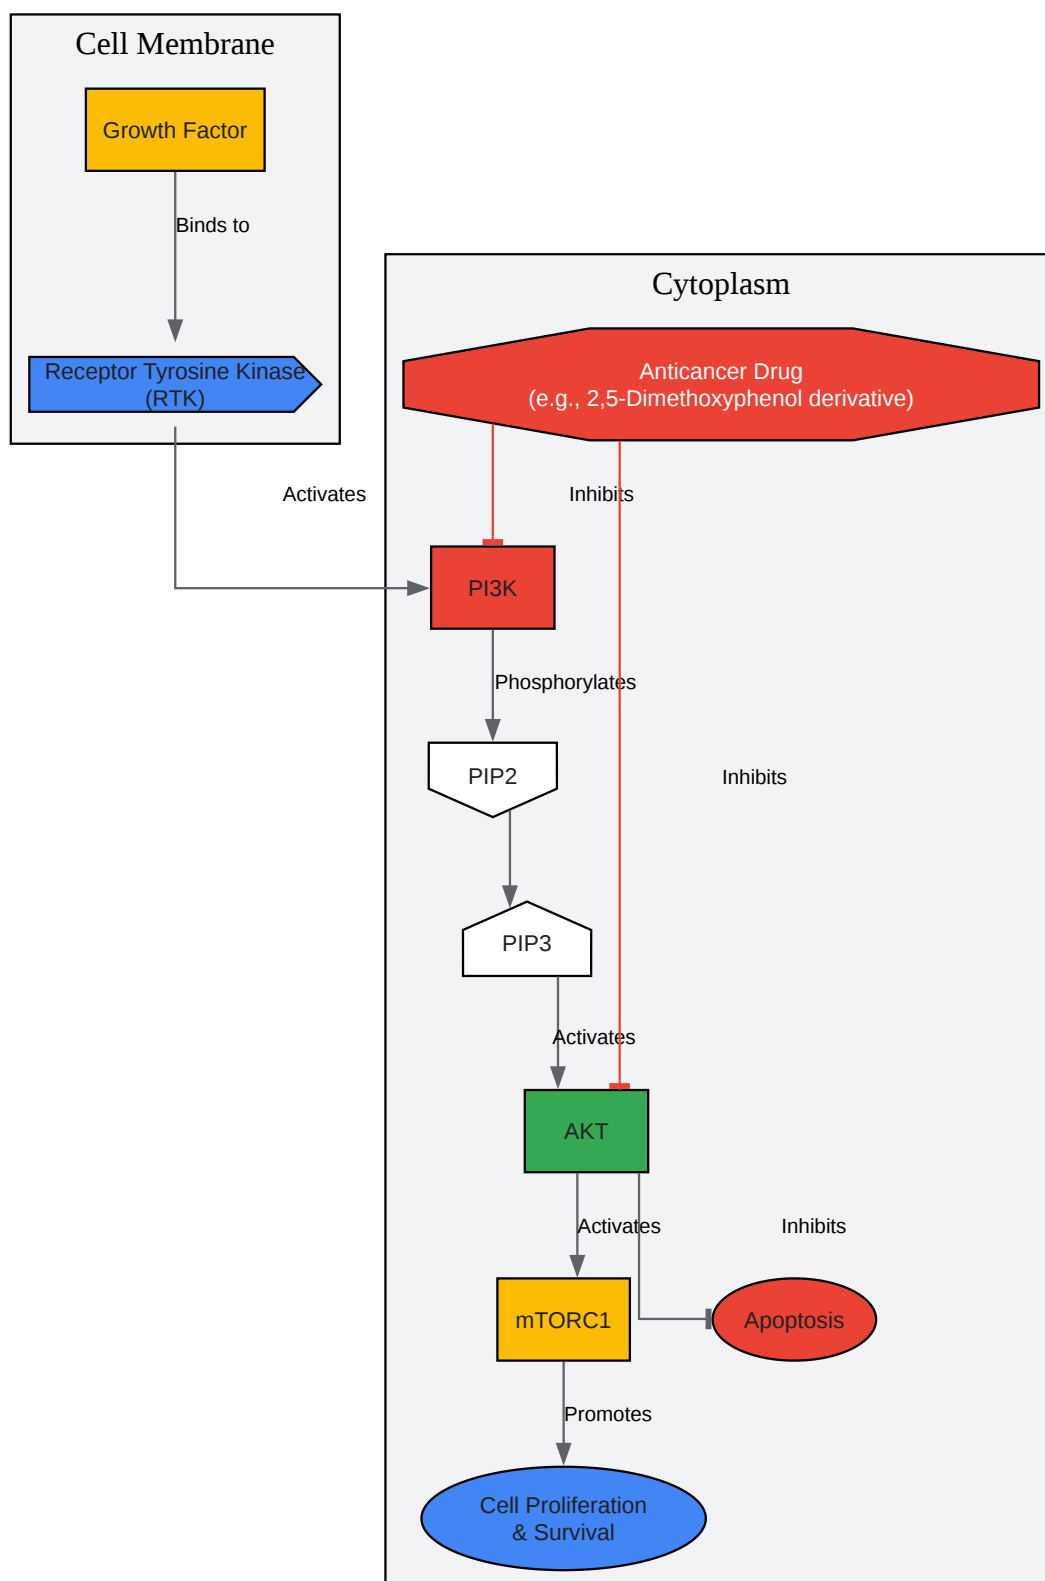 Cell Membrane
Growth Factor
Binds to
Receptor Tyrosine Kinase
(RTK)
Cytoplasm
Anticancer Drug
(e.g., 2,5-Dimethoxyphenol derivative)
Activates
Inhibits
PI3K
Phosphorylates
PIP2
Inhibits
PIP3
Activates
AKT
Activates
Inhibits
mTORC1
Apoptosis
Promotes
Cell Proliferation
& Survival